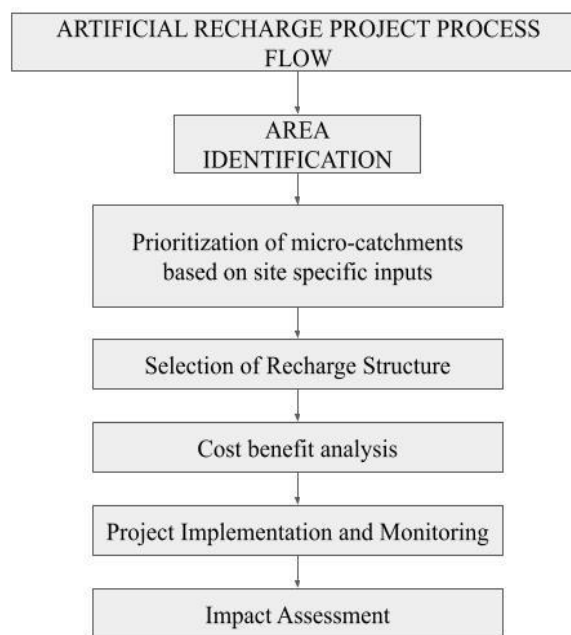 ARTIFICIAL RECHARGE PROJECT PROCESS
FLOW
AREA
IDENTIFICATION
Prioritization of micro-catchments
based on site specific inputs
Selection of Recharge Structure
Cost benefit analysis
Project Implementation and Monitoring
Impact Assessment